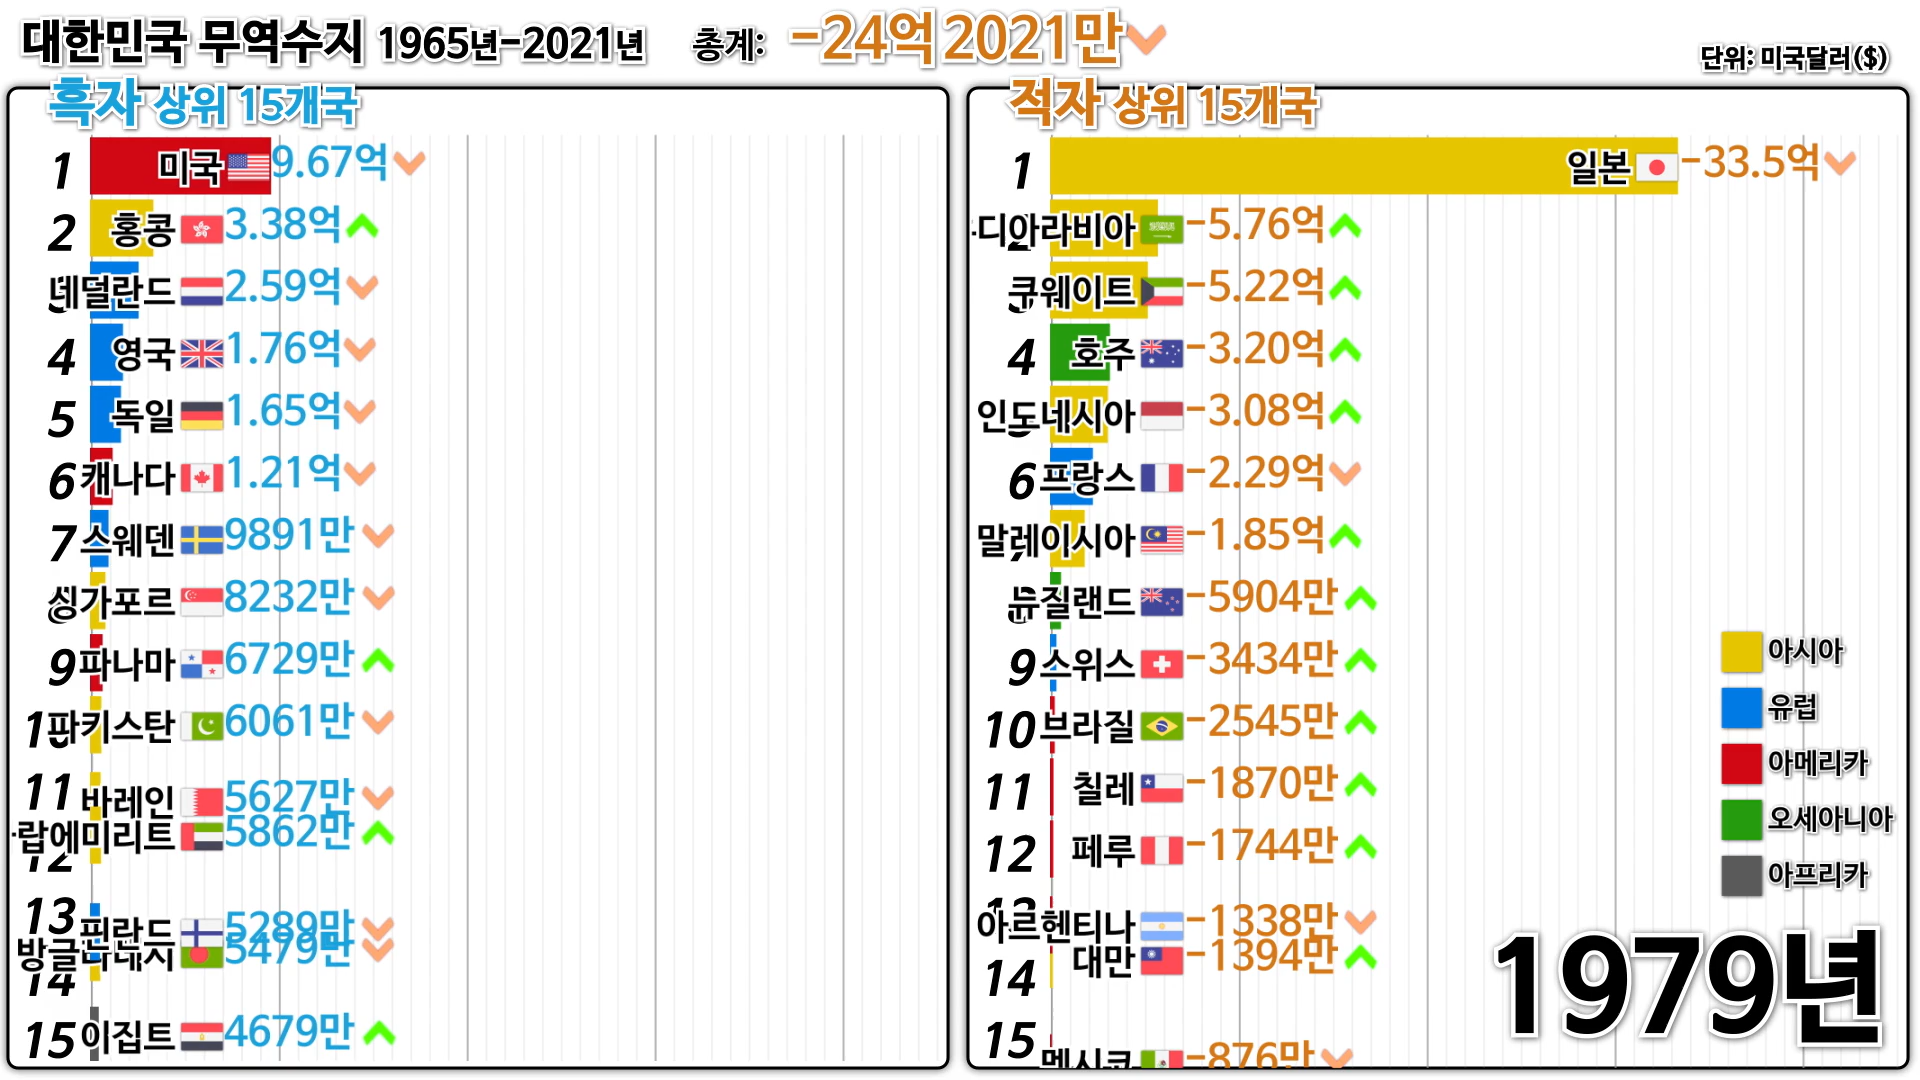 대한민국 무역수지 1965년-2021년 총계: -24억2021만
단위: 미국달러($)
흑자 상위 15개국
1 미국 9.67억
2 홍콩 3.38억
네덜란드 2.59억
4 영국 1.76억
5 독일 1.65억
6 캐나다 1.21억
7 스웨덴 9891만
싱가포르 8232만
9 파나마 6729만
10 파키스탄 6061만
11 바레인 5627만
랍에미리트 5862만
12
13 핀란드 5289만
방글라데시 5479만
14
15 이집트 4679만
적자 상위 15개국
1 일본 -33.5억
2 디아라비아 -5.76억
쿠웨이트 -5.22억
4 호주 -3.20억
인도네시아 -3.08억
6 프랑스 -2.29억
말레이시아 -1.85억
뉴질랜드 -5904만
9 스위스 -3434만
10 브라질 -2545만
11 칠레 -1870만
12 페루 -1744만
13
아르헨티나 -1338만
대만 -1394만
14
15
멕시코 -876만
아시아
유럽
아메리카
오세아니아
아프리카
1979년